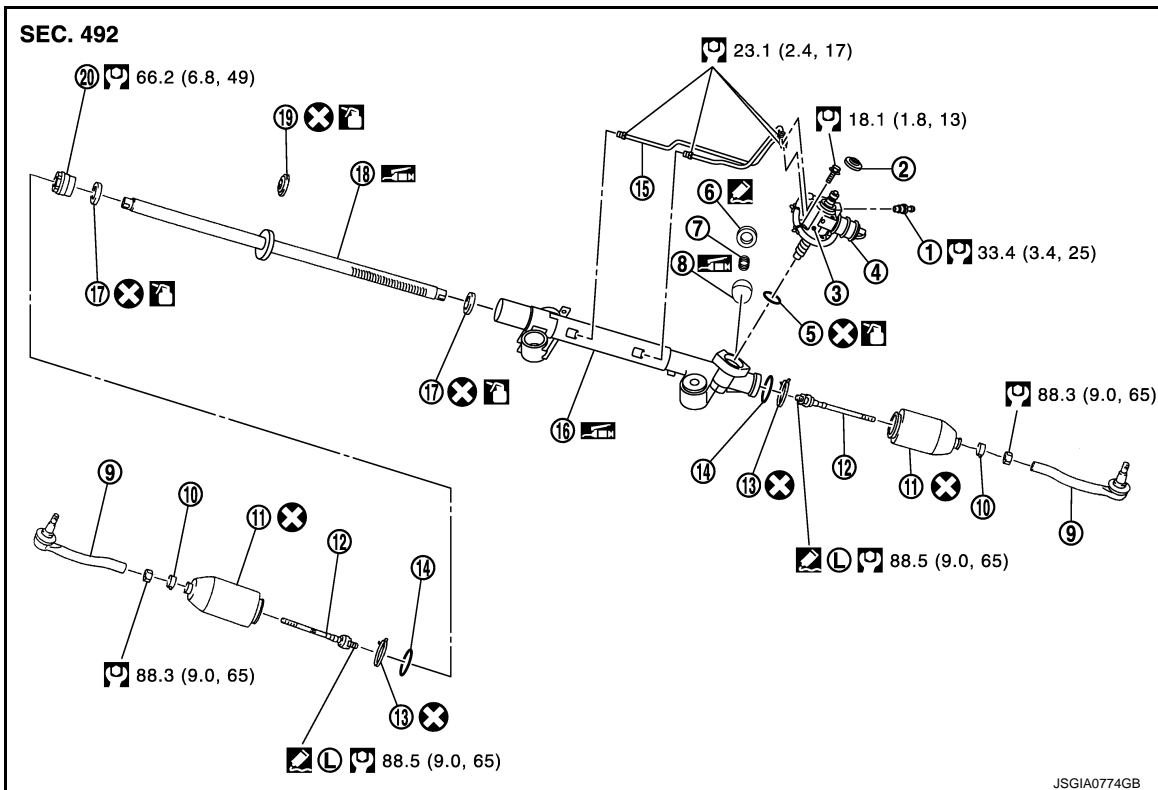 SEC. 492
23.1 (2.4, 17)
20 66.2 (6.8, 49)
18.1 (1.8, 13)
19
2
18
15
6
7
1 33.4 (3.4, 25)
8
4
3
17
5
17
88.3 (9.0, 65)
16
12
14
13
11
10
9
9
10
11
12
L 88.5 (9.0, 65)
14
88.3 (9.0, 65)
13
L 88.5 (9.0, 65)
JSGIA0774GB